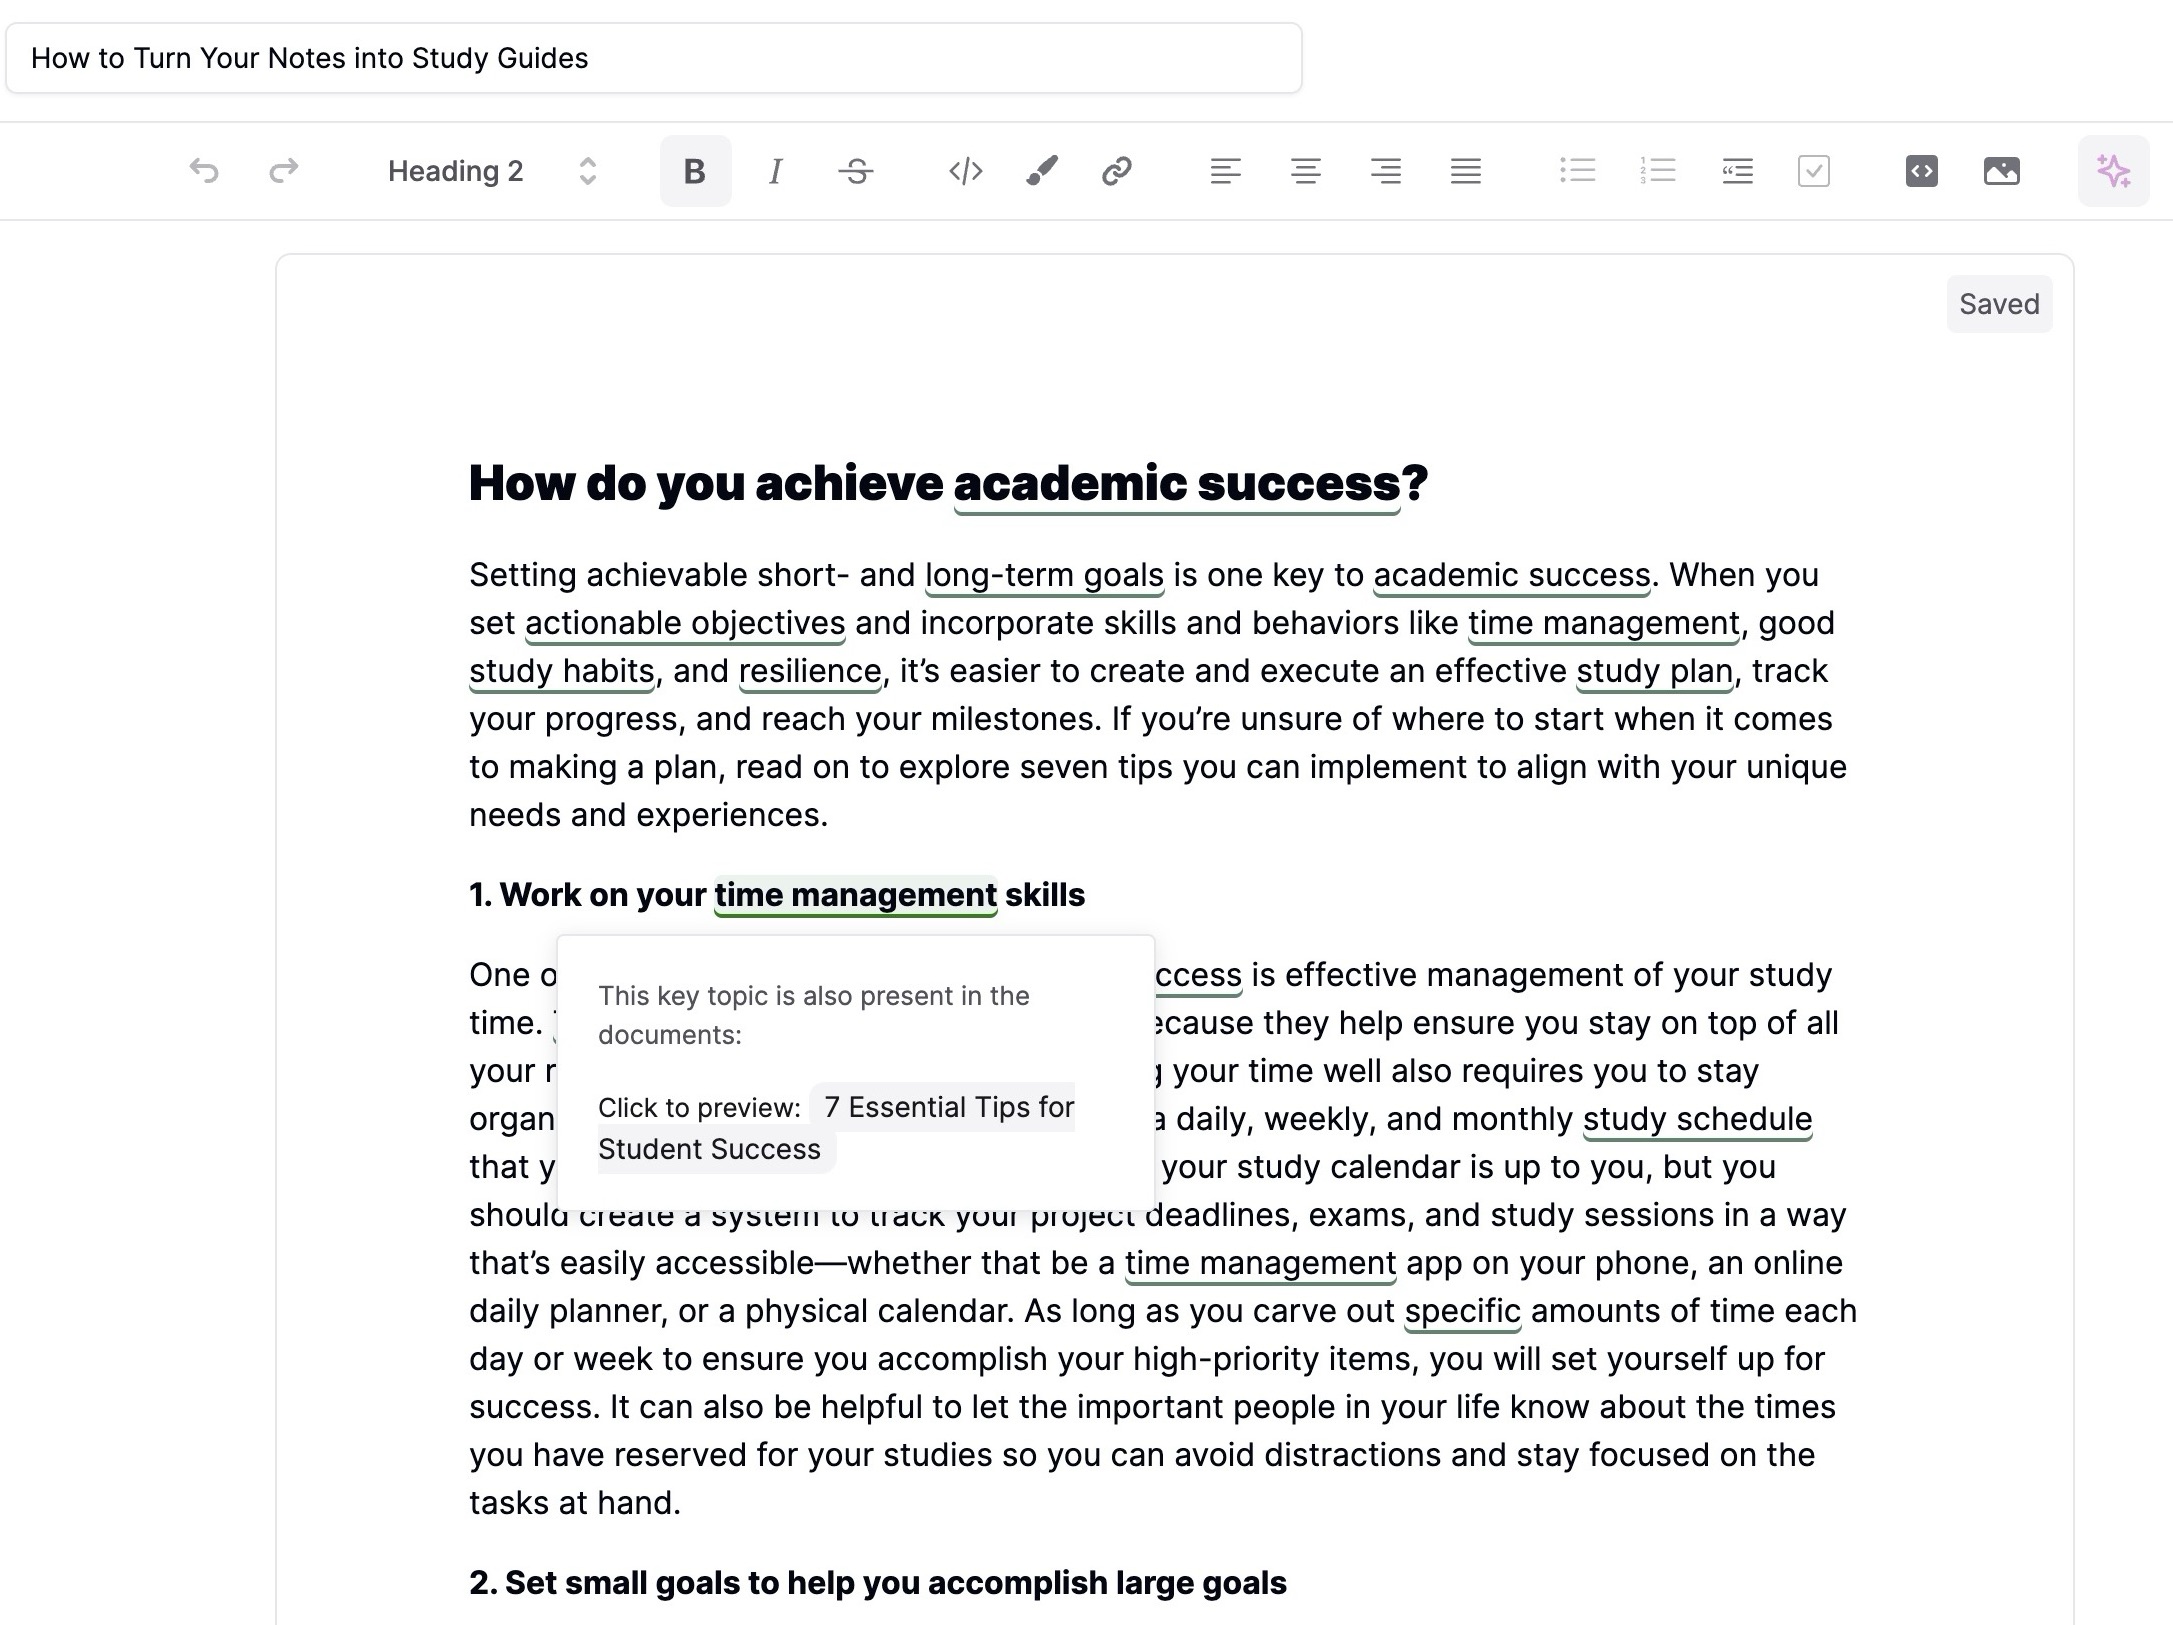 How to Turn Your Notes into Study Guides
Heading 2
B
I
S
Saved
How do you achieve academic success?
Setting achievable short- and long-term goals is one key to academic success. When you
set actionable objectives and incorporate skills and behaviors like time management, good
study habits, and resilience, it’s easier to create and execute an effective study plan, track
your progress, and reach your milestones. If you’re unsure of where to start when it comes
to making a plan, read on to explore seven tips you can implement to align with your unique
needs and experiences.
1. Work on your time management skills
This key topic is also present in the
documents:
Click to preview: 7 Essential Tips for
Student Success
One is effective management of your study
time. they help ensure you stay on top of all
your your time well also requires you to stay
a daily, weekly, and monthly study schedule
that your study calendar is up to you, but you
should create a system to track your project deadlines, exams, and study sessions in a way
that’s easily accessible—whether that be a time management app on your phone, an online
daily planner, or a physical calendar. As long as you carve out specific amounts of time each
day or week to ensure you accomplish your high-priority items, you will set yourself up for
success. It can also be helpful to let the important people in your life know about the times
you have reserved for your studies so you can avoid distractions and stay focused on the
tasks at hand.
2. Set small goals to help you accomplish large goals